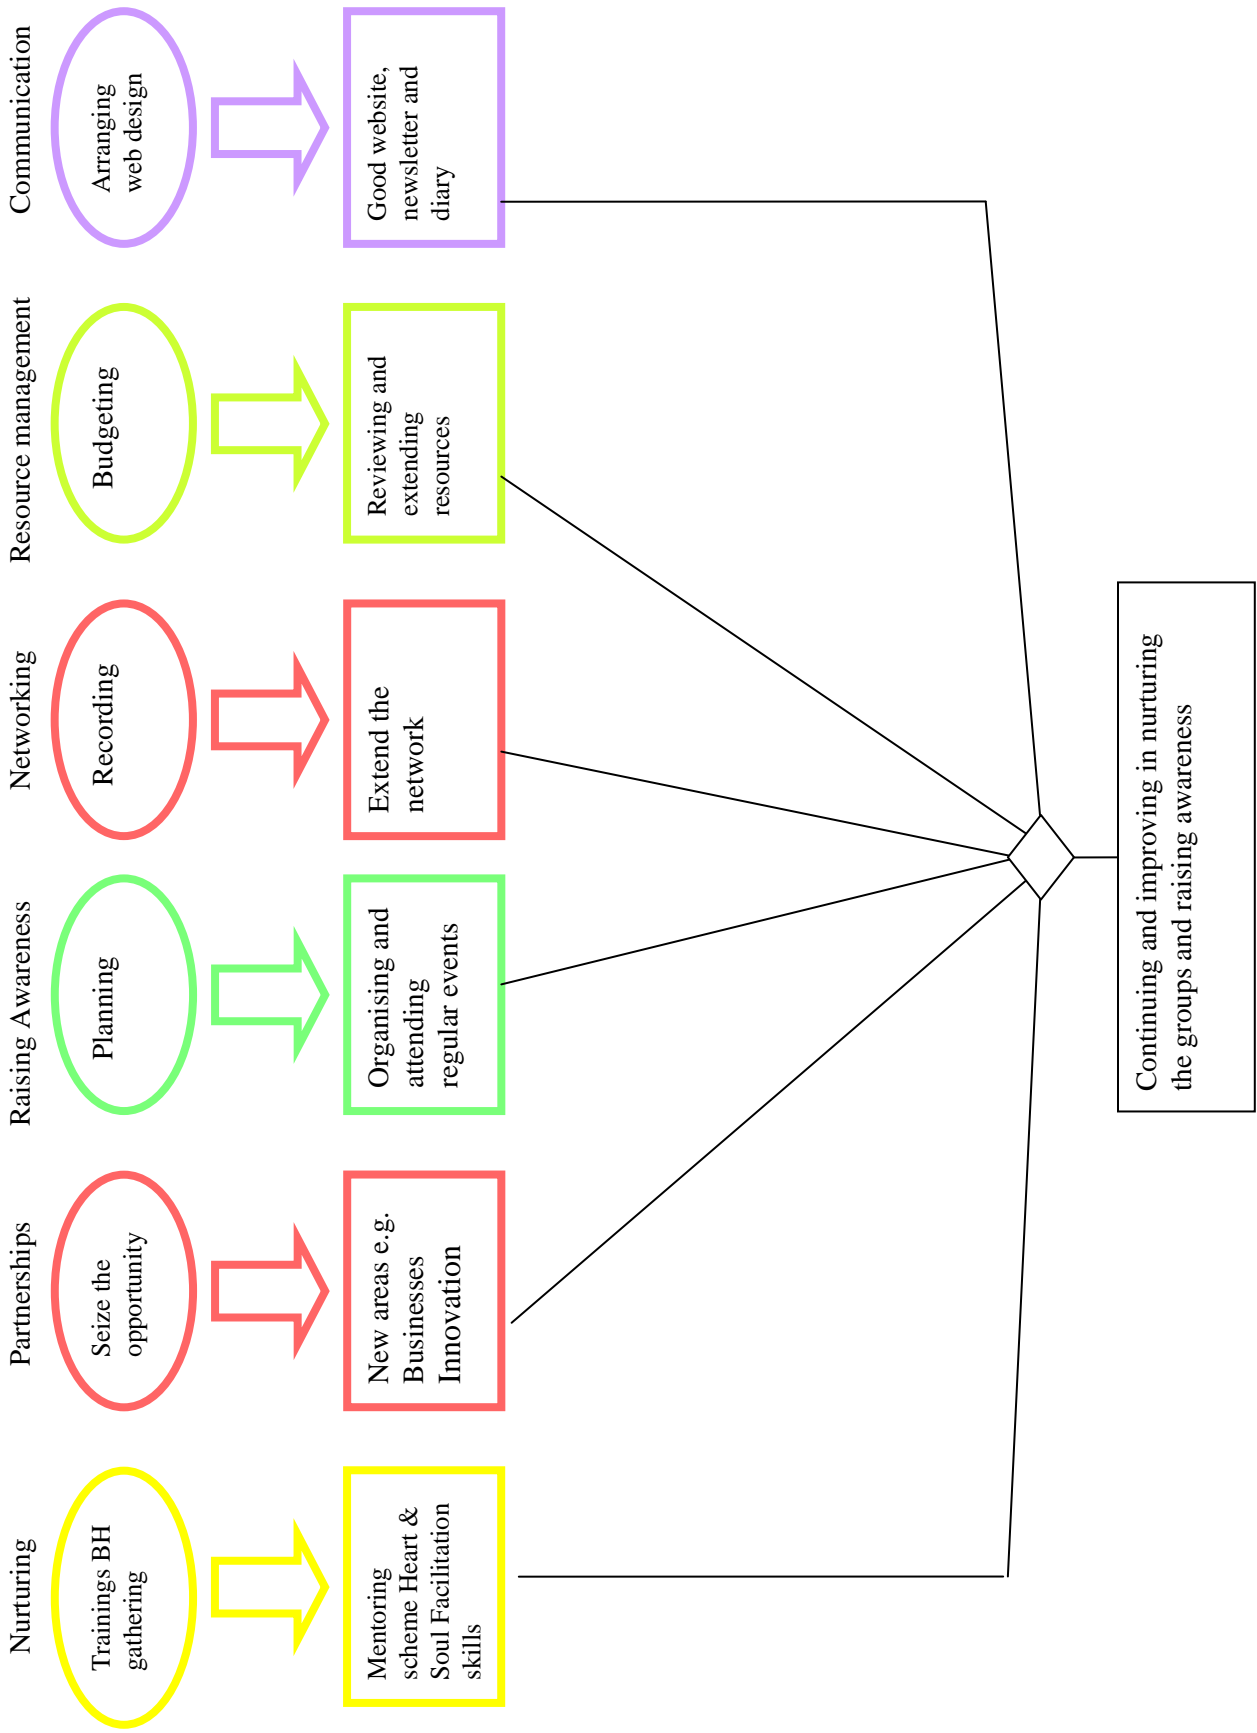 Nurturing
Partnerships
Raising Awareness
Networking
Resource management
Communication
Trainings BH
gathering
Seize the
opportunity
Planning
Recording
Budgeting
Arranging
web design
Mentoring
scheme Heart &
Soul Facilitation
skills
New areas e.g.
Businesses
Innovation
Organising and
attending
regular events
Extend the
network
Reviewing and
extending
resources
Good website,
newsletter and
diary
Continuing and improving in nurturing
the groups and raising awareness